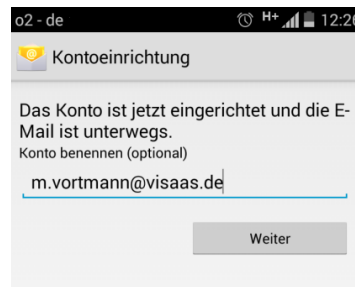 o2 - de H+ 12:26
Kontoeinrichtung
Das Konto ist jetzt eingerichtet und die E-
Mail ist unterwegs.
Konto benennen (optional)
m.vortmann@visaas.de
Weiter